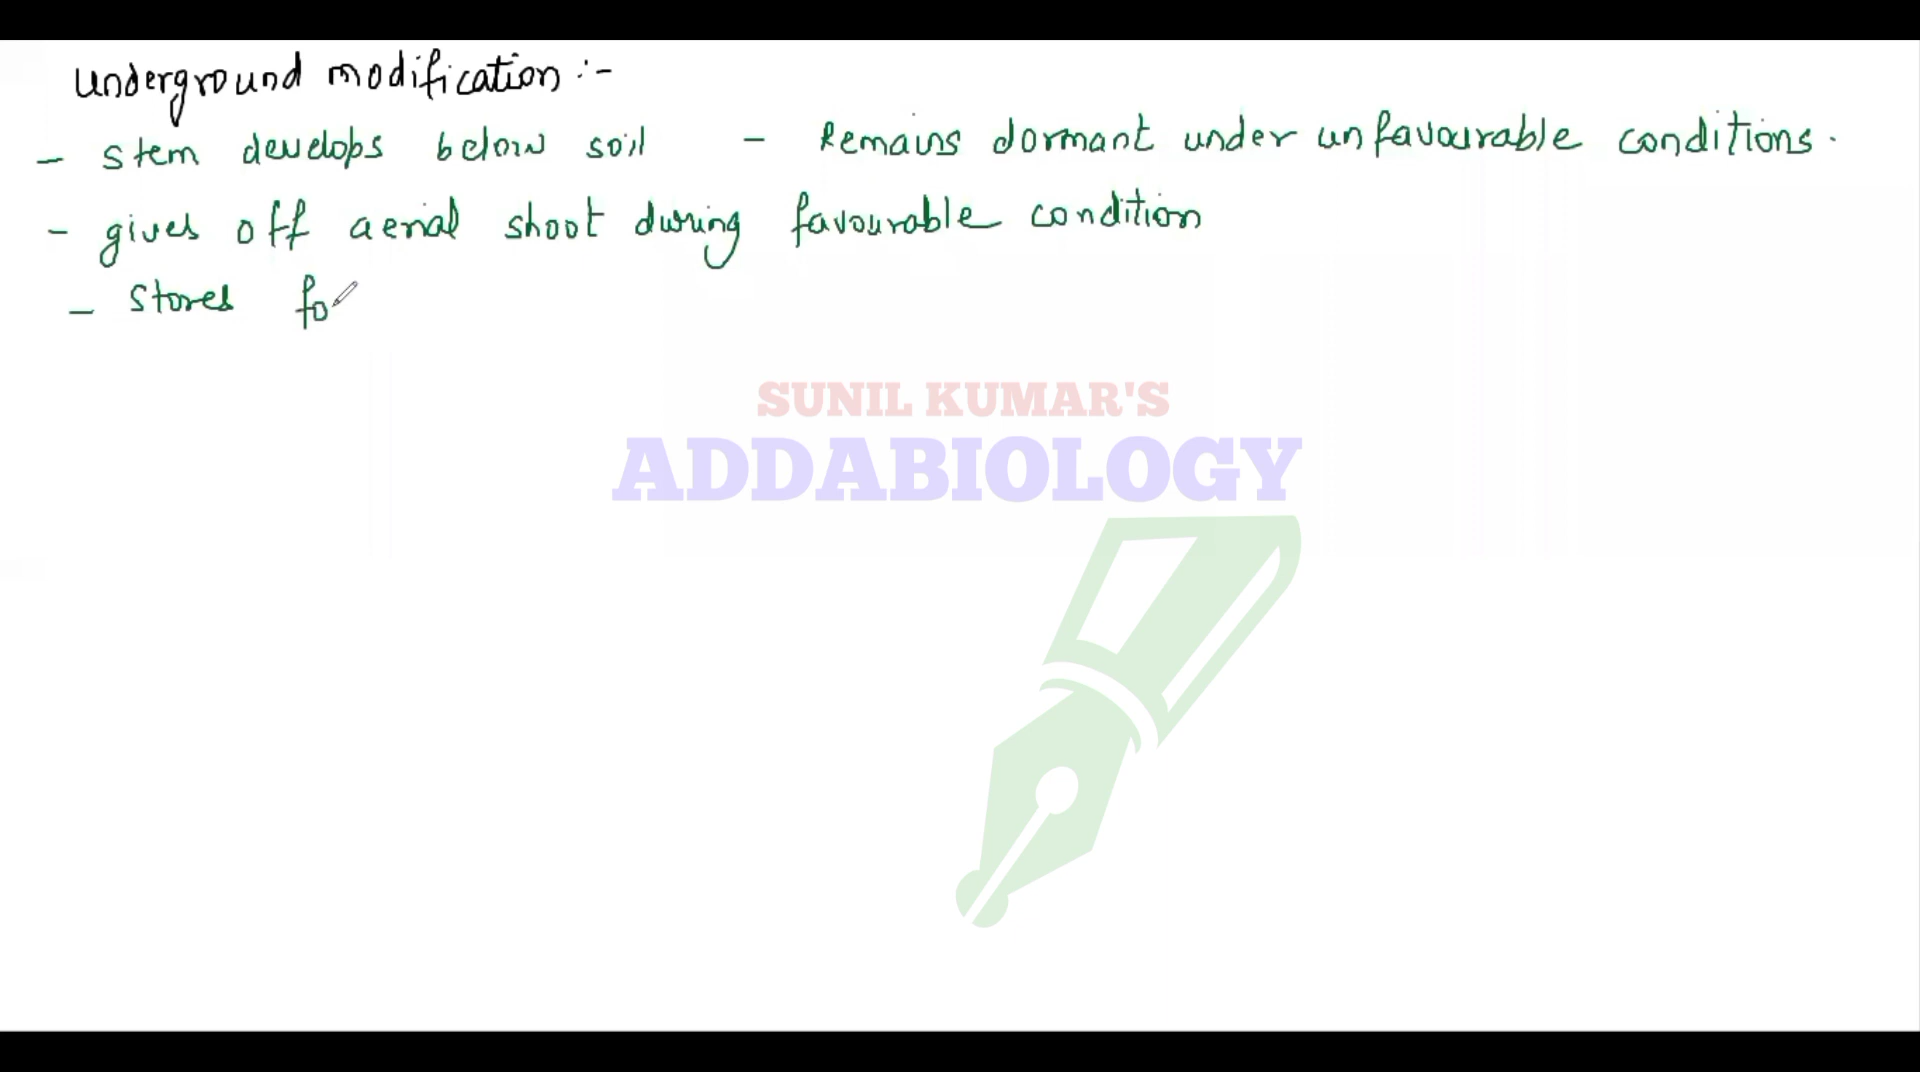 underground modification :-
- stem develops below soil - Remains dormant under unfavourable conditions.
- gives off aerial shoot during favourable condition
- stores fo
SUNIL KUMAR'S
ADDABIOLOGY